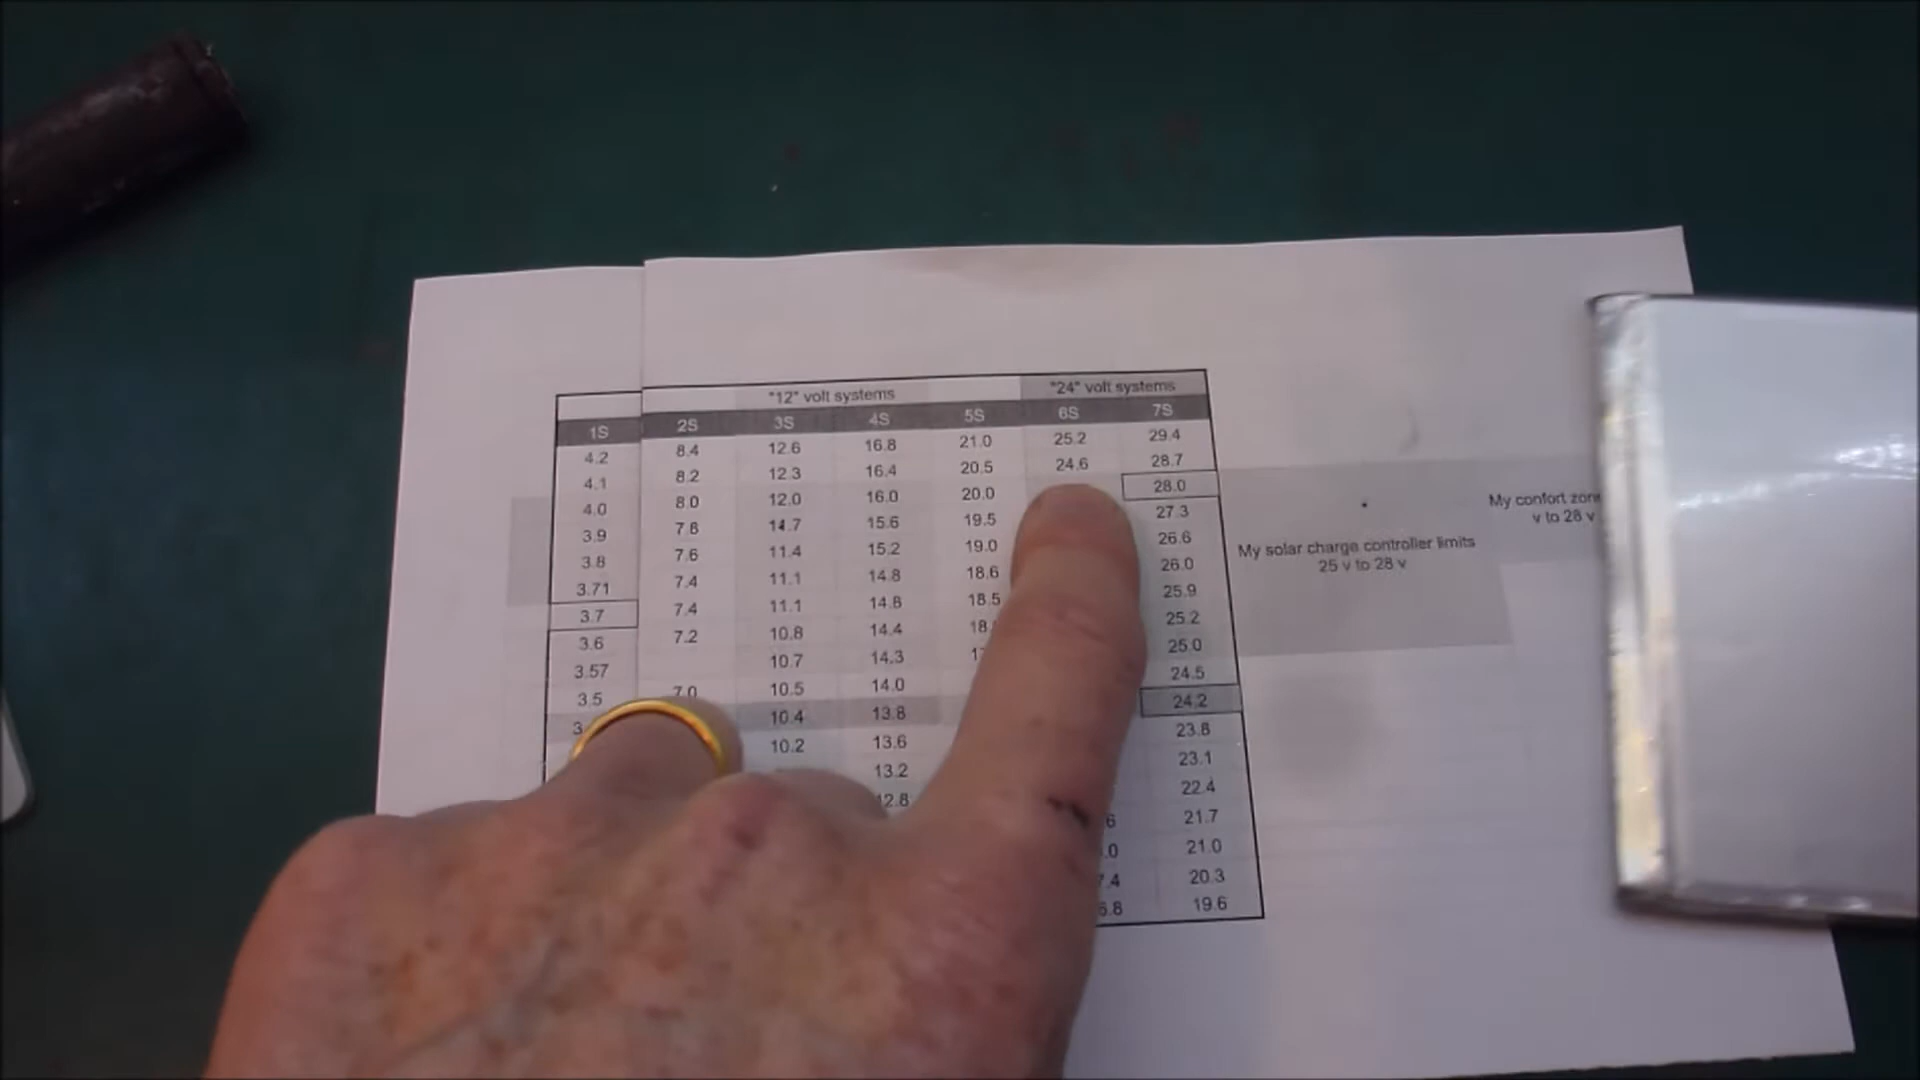 "12" volt systems "24" volt systems
1S 2S 3S 4S 5S 6S 7S
4.2 8.4 12.6 16.8 21.0 25.2 29.4
4.1 8.2 12.3 16.4 20.5 24.6 28.7
4.0 8.0 12.0 16.0 20.0 28.0
3.9 7.8 11.7 15.6 19.5 27.3
3.8 7.6 11.4 15.2 19.0 26.6
3.71 7.4 11.1 14.8 18.6 26.0
3.7 7.4 11.1 14.8 18.5 25.9
3.6 7.2 10.8 14.4 25.2
3.57 10.7 14.3 25.0
3.5 7.0 10.5 14.0 24.5
10.4 13.8 24.2
10.2 13.6 23.8
13.2 23.1
12.8 22.4
21.7
21.0
20.3
19.6
My solar charge controller limits
25 v to 28 v
My confort
v to 28 v